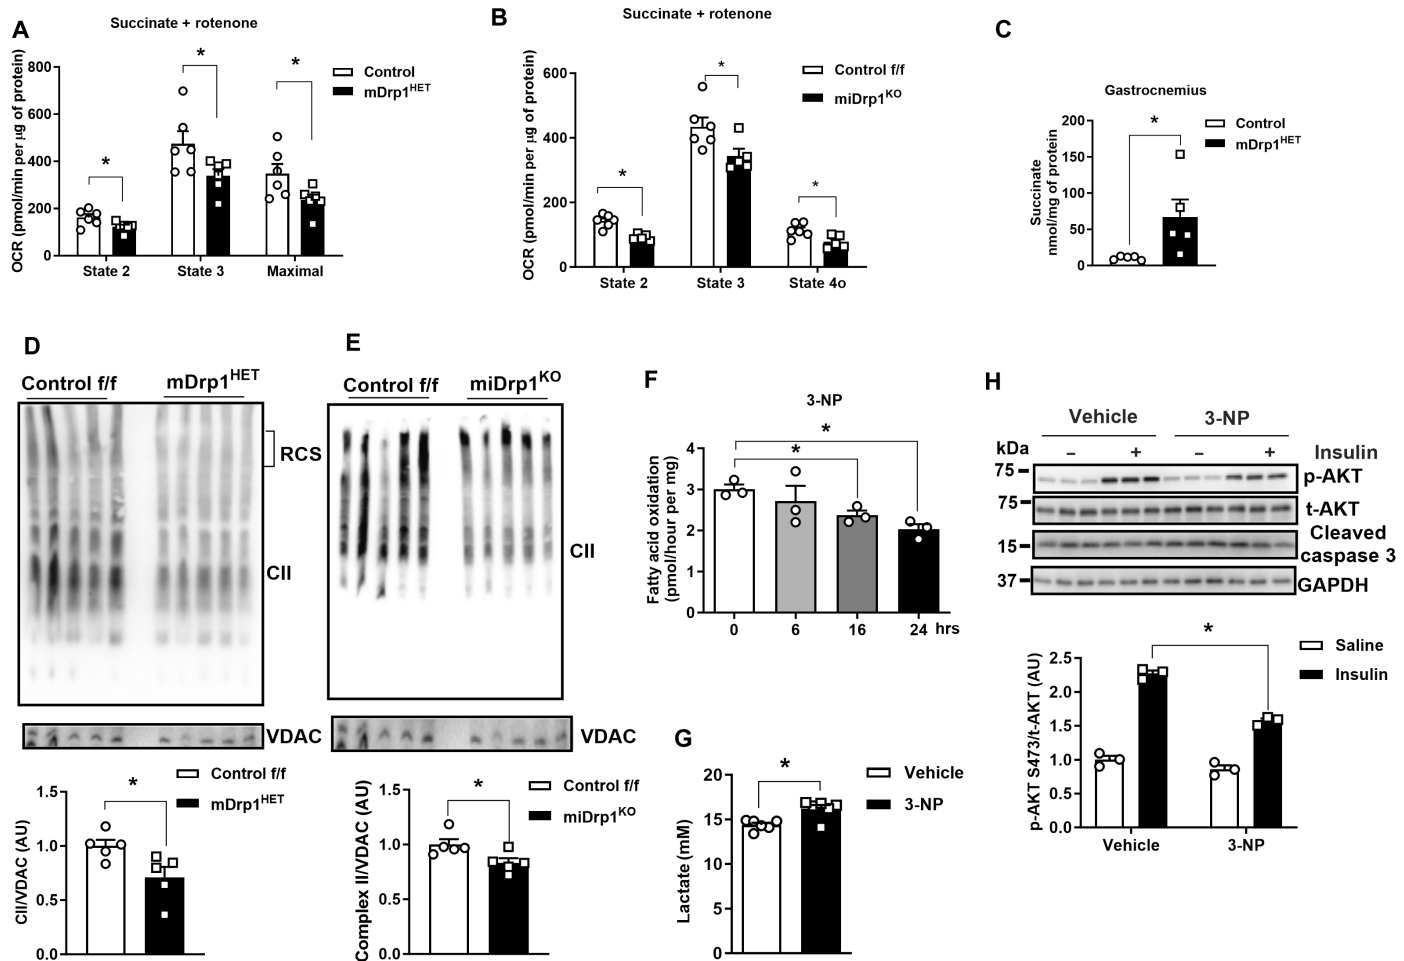 A
Succinate + rotenone
OCR (pmol/min per µg of protein)
800
600
400
200
0
*
*
*
State 2
State 3
Maximal
Control
mDrp1HET
B
Succinate + rotenone
OCR (pmol/min per µg of protein)
600
400
200
0
*
*
*
State 2
State 3
State 4o
Control f/f
miDrp1KO
C
Gastrocnemius
Succinate
nmol/mg of protein
200
150
100
50
0
*
Control
mDrp1HET
D
Control f/f
mDrp1HET
RCS
CII
VDAC
Control f/f
mDrp1HET
CII/VDAC (AU)
1.5
1.0
0.5
0.0
*
E
Control f/f
miDrp1KO
CII
VDAC
Control f/f
miDrp1KO
Complex II/VDAC (AU)
1.5
1.0
0.5
0.0
*
F
3-NP
Fatty acid oxidation
(pmol/hour per mg)
4
3
2
1
0
*
*
0
6
16
24
hrs
G
Lactate (mM)
20
15
10
5
0
*
Vehicle
3-NP
H
Vehicle
3-NP
kDa
–
+
–
+
Insulin
75
p-AKT
75
t-AKT
15
Cleaved
caspase 3
37
GAPDH
p-AKT S473/t-AKT (AU)
2.5
2.0
1.5
1.0
0.5
0.0
*
Vehicle
3-NP
Saline
Insulin